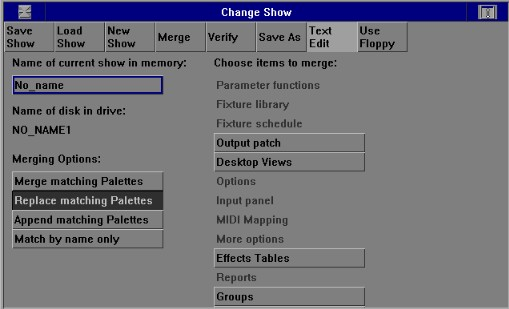 Change Show
Save Show
Load Show
New Show
Merge
Verify
Save As
Text Edit
Use Floppy
Name of current show in memory:
No_name
Name of disk in drive:
NO_NAME1
Merging Options:
Merge matching Palettes
Replace matching Palettes
Append matching Palettes
Match by name only
Choose items to merge:
Parameter functions
Fixture library
Fixture schedule
Output patch
Desktop Views
Options
Input panel
MIDI Mapping
More options
Effects Tables
Reports
Groups